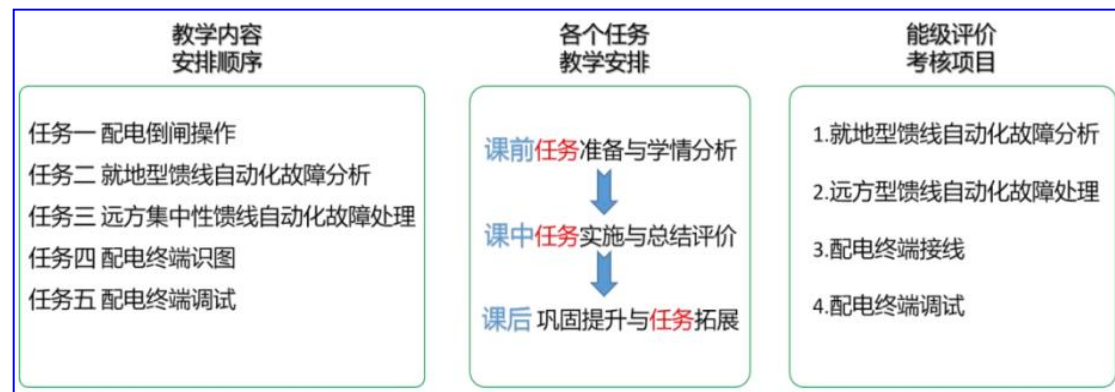 教学内容
安排顺序
任务一 配电倒闸操作
任务二 就地型馈线自动化故障分析
任务三 远方集中性馈线自动化故障处理
任务四 配电终端识图
任务五 配电终端调试
各个任务
教学安排
课前任务准备与学情分析
课中任务实施与总结评价
课后 巩固提升与任务拓展
能级评价
考核项目
1.就地型馈线自动化故障分析
2.远方型馈线自动化故障处理
3.配电终端接线
4.配电终端调试